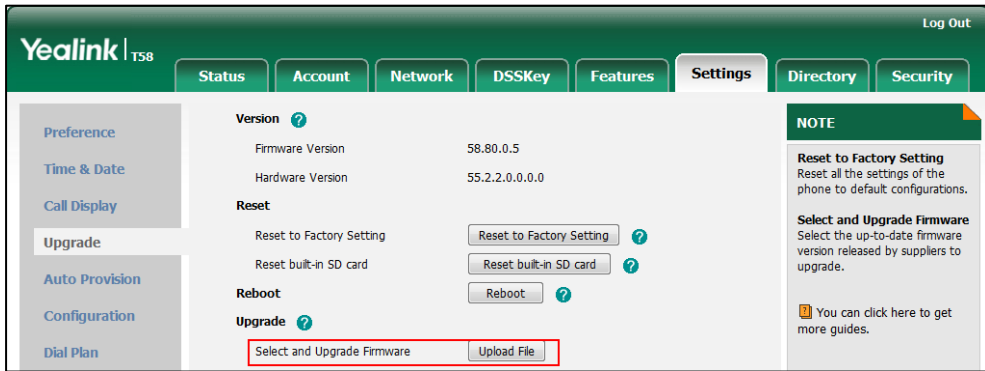 Log Out
Yealink | T58
Status Account Network DSSKey Features Settings Directory Security
Preference
Time & Date
Call Display
Upgrade
Auto Provision
Configuration
Dial Plan
Version ?
Firmware Version 58.80.0.5
Hardware Version 55.2.2.0.0.0.0
Reset
Reset to Factory Setting Reset to Factory Setting ?
Reset built-in SD card Reset built-in SD card ?
Reboot Reboot ?
Upgrade ?
Select and Upgrade Firmware Upload File
NOTE
Reset to Factory Setting
Reset all the settings of the
phone to default configurations.
Select and Upgrade Firmware
Select the up-to-date firmware
version released by suppliers to
upgrade.
? You can click here to get
more guides.